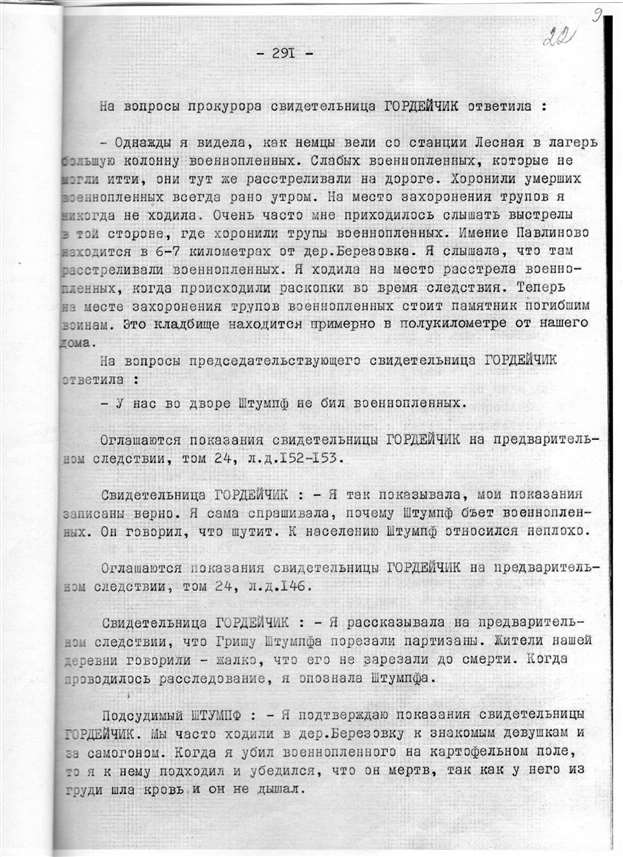 9
22
- 291 -
На вопросы прокурора свидетельница ГОРДЕЙЧИК ответила :
- Однажды я видела, как немцы вели со станции Лесная в лагерь
большую колонну военнопленных. Слабых военнопленных, которые не
могли итти, они тут же расстреливали на дороге. Хоронили умерших
военнопленных всегда рано утром. На место захоронения трупов я
никогда не ходила. Очень часто мне приходилось слышать выстрелы
в той стороне, где хоронили трупы военнопленных. Имение Павлиново
находится в 6-7 километрах от дер.Березовка. Я слышала, что там
расстреливали военнопленных. Я ходила на место расстрела военно-
пленных, когда происходили раскопки во время следствия. Теперь
на месте захоронения трупов военнопленных стоит памятник погибшим
воинам. Это кладбище находится примерно в полукилометре от нашего
дома.
На вопросы председательствующего свидетельница ГОРДЕЙЧИК
ответила :
- У нас во дворе Штумпф не бил военнопленных.
Оглашаются показания свидетельницы ГОРДЕЙЧИК на предваритель-
ном следствии, том 24, л.д.152-153.
Свидетельница ГОРДЕЙЧИК : - Я так показывала, мои показания
записаны верно. Я сама спрашивала, почему Штумпф бъет военноплен-
ных. Он говорил, что шутит. К населению Штумпф относился неплохо.
Оглашаются показания свидетельницы ГОРДЕЙЧИК на предваритель-
ном следствии, том 24, л.д.146.
Свидетельница ГОРДЕЙЧИК : - Я рассказывала на предваритель-
ном следствии, что Гришу Штумпфа порезали партизаны. Жители нашей
деревни говорили - жалко, что его не зарезали до смерти. Когда
проводилось расследование, я опознала Штумпфа.
Подсудимый ШТУМПФ : - Я подтверждаю показания свидетельницы
ГОРДЕЙЧИК. Мы часто ходили в дер.Березовку к знакомым девушкам и
за самогоном. Когда я убил военнопленного на картофельном поле,
то я к нему подходил и убедился, что он мертв, так как у него из
груди шла кровь и он не дышал.